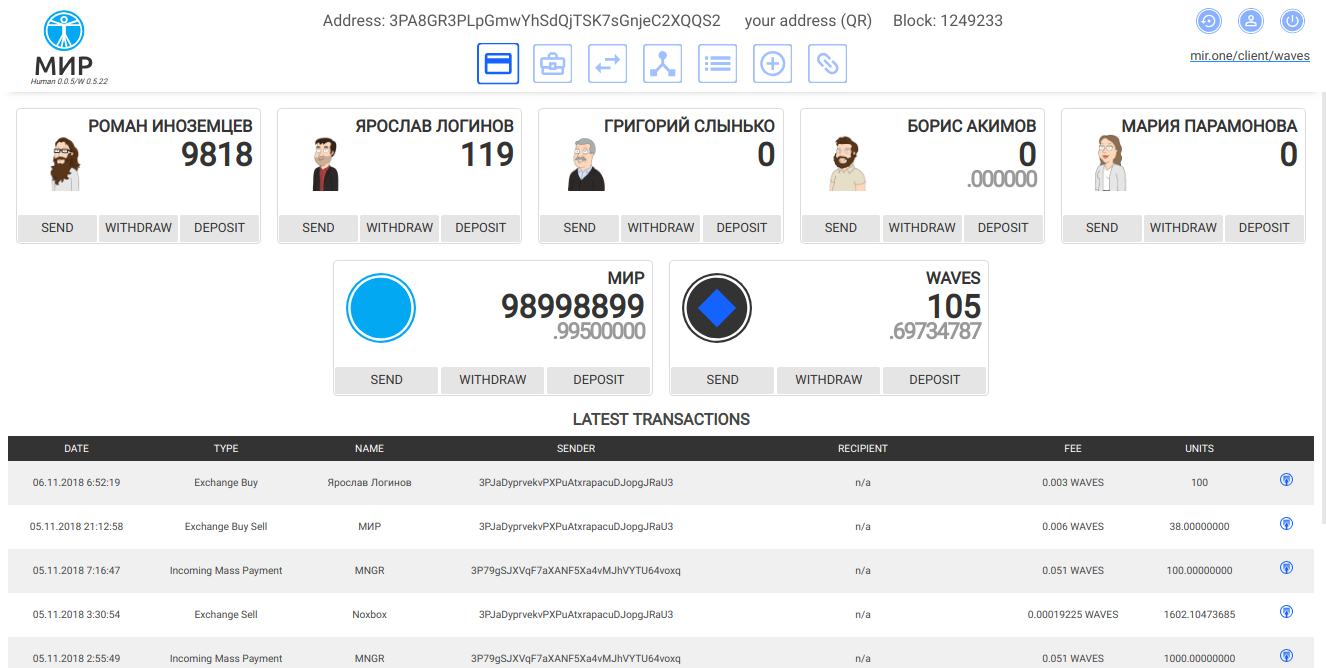 Address: 3PA8GR3PLpGmwYhSdQjTSK7sGnjeC2XQQS2 your address (QR) Block: 1249233
МИР
Human 0.0.5/W 0.5.22
mir.one/client/waves
РОМАН ИНОЗЕМЦЕВ
9818
SEND WITHDRAW DEPOSIT
ЯРОСЛАВ ЛОГИНОВ
119
SEND WITHDRAW DEPOSIT
ГРИГОРИЙ СЛЫНЬКО
0
SEND WITHDRAW DEPOSIT
БОРИС АКИМОВ
0
.000000
SEND WITHDRAW DEPOSIT
МАРИЯ ПАРАМОНОВА
0
SEND WITHDRAW DEPOSIT
МИР
98998899
.99500000
SEND WITHDRAW DEPOSIT
WAVES
105
.69734787
SEND WITHDRAW DEPOSIT
LATEST TRANSACTIONS
DATE TYPE NAME SENDER RECIPIENT FEE UNITS
06.11.2018 6:52:19 Exchange Buy Ярослав Логинов 3PJaDyprvekvPXPuAtxrapacuDJopgJRaU3 n/a 0.003 WAVES 100
05.11.2018 21:12:58 Exchange Buy Sell МИР 3PJaDyprvekvPXPuAtxrapacuDJopgJRaU3 n/a 0.006 WAVES 38.00000000
05.11.2018 7:16:47 Incoming Mass Payment MNGR 3P79gSJXVqF7aXANF5Xa4vMJhVYTU64voxq n/a 0.051 WAVES 100.00000000
05.11.2018 3:30:54 Exchange Sell Noxbox 3PJaDyprvekvPXPuAtxrapacuDJopgJRaU3 n/a 0.00019225 WAVES 1602.10473685
05.11.2018 2:55:49 Incoming Mass Payment MNGR 3P79gSJXVqF7aXANF5Xa4vMJhVYTU64voxq n/a 0.051 WAVES 1000.00000000